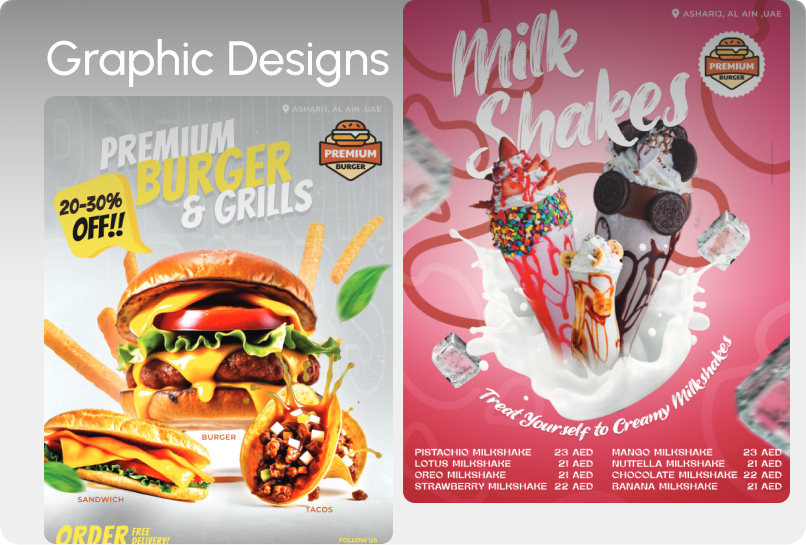 Graphic Designs
ASHARIJ, AL AIN ,UAE
PREMIUM
BURGER
& GRILLS
PREMIUM
BURGER
20-30%
OFF!!
BURGER
SANDWICH
TACOS
ORDER FREE
DELIVERY!
FOLLOW US
ASHARIJ, AL AIN ,UAE
Milk
Shakes
PREMIUM
BURGER
Treat Yourself to Creamy Milkshakes
PISTACHIO MILKSHAKE 23 AED
LOTUS MILKSHAKE 21 AED
OREO MILKSHAKE 21 AED
STRAWBERRY MILKSHAKE 22 AED
MANGO MILKSHAKE 23 AED
NUTTELLA MILKSHAKE 21 AED
CHOCOLATE MILKSHAKE 22 AED
BANANA MILKSHAKE 21 AED